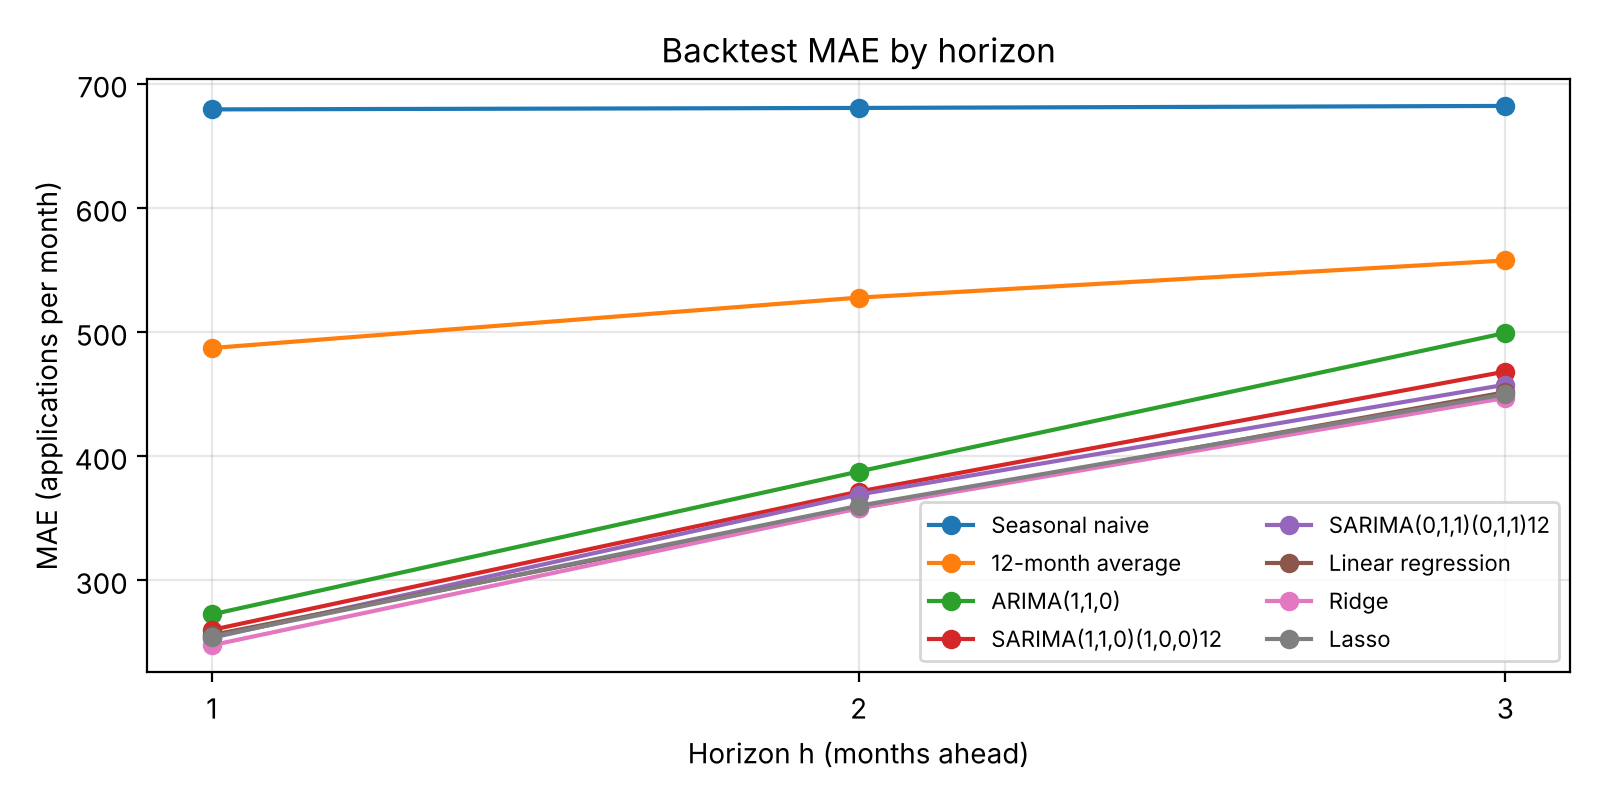 Backtest MAE by horizon
MAE (applications per month)
700
600
500
400
300
Seasonal naive
12-month average
ARIMA(1,1,0)
SARIMA(1,1,0)(1,0,0)12
SARIMA(0,1,1)(0,1,1)12
Linear regression
Ridge
Lasso
1
2
3
Horizon h (months ahead)